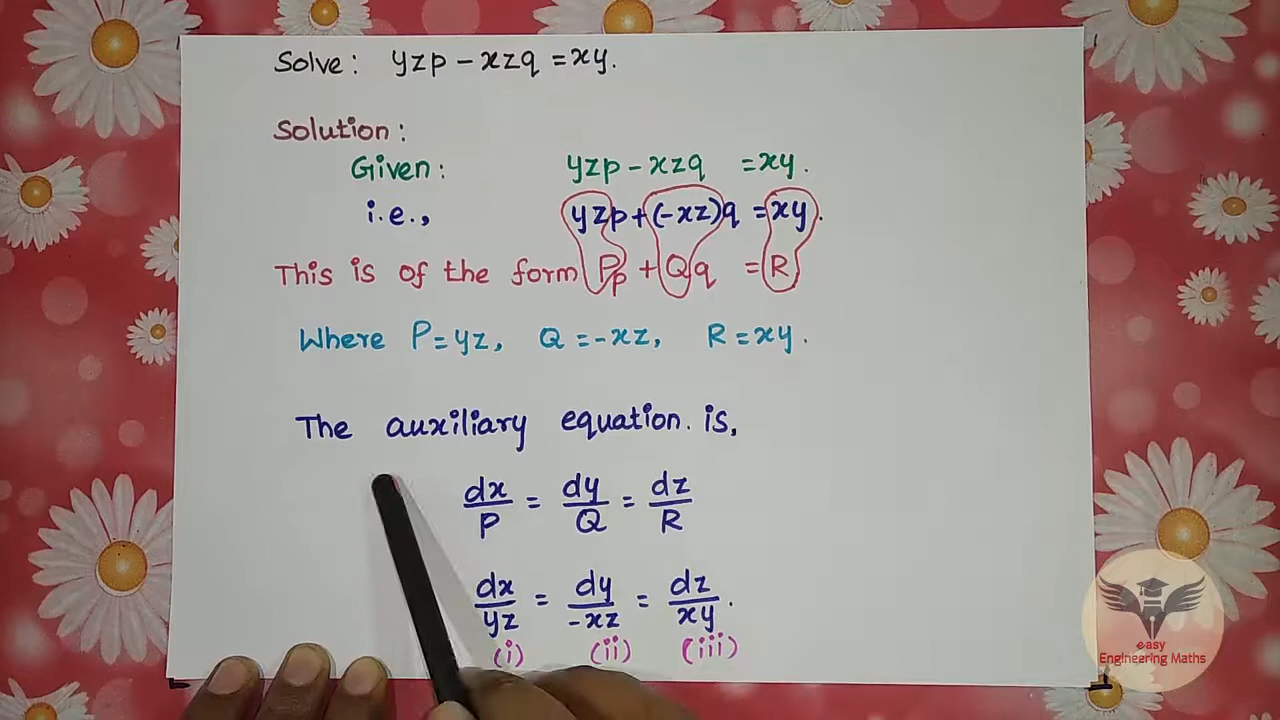 Solve: yzp - xzq = xy.
Solution:
Given: yzp - xzq = xy.
i.e., yzp + (-xz)q = xy.
This is of the form Pp + Qq = R
Where P = yz, Q = -xz, R = xy.
The auxiliary equation is,
dx/P = dy/Q = dz/R
dx/yz = dy/-xz = dz/xy.
(i) (ii) (iii)
easy
Engineering Maths